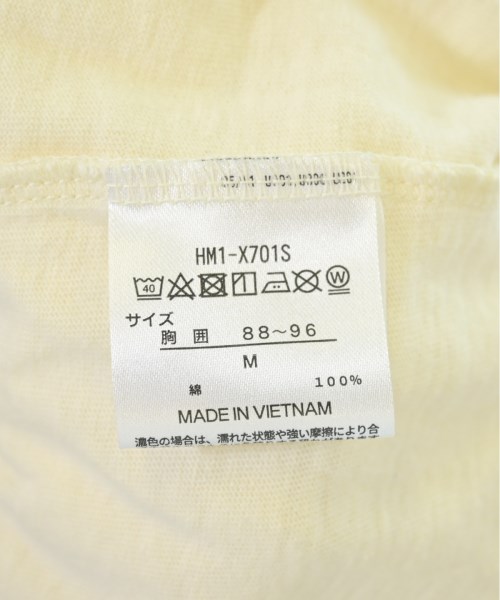 HM1-X701S
40
W
サイズ
胸 囲 88～96
M
綿 100%
MADE IN VIETNAM
濃色の場合は、濡れた状態や強い摩擦により合